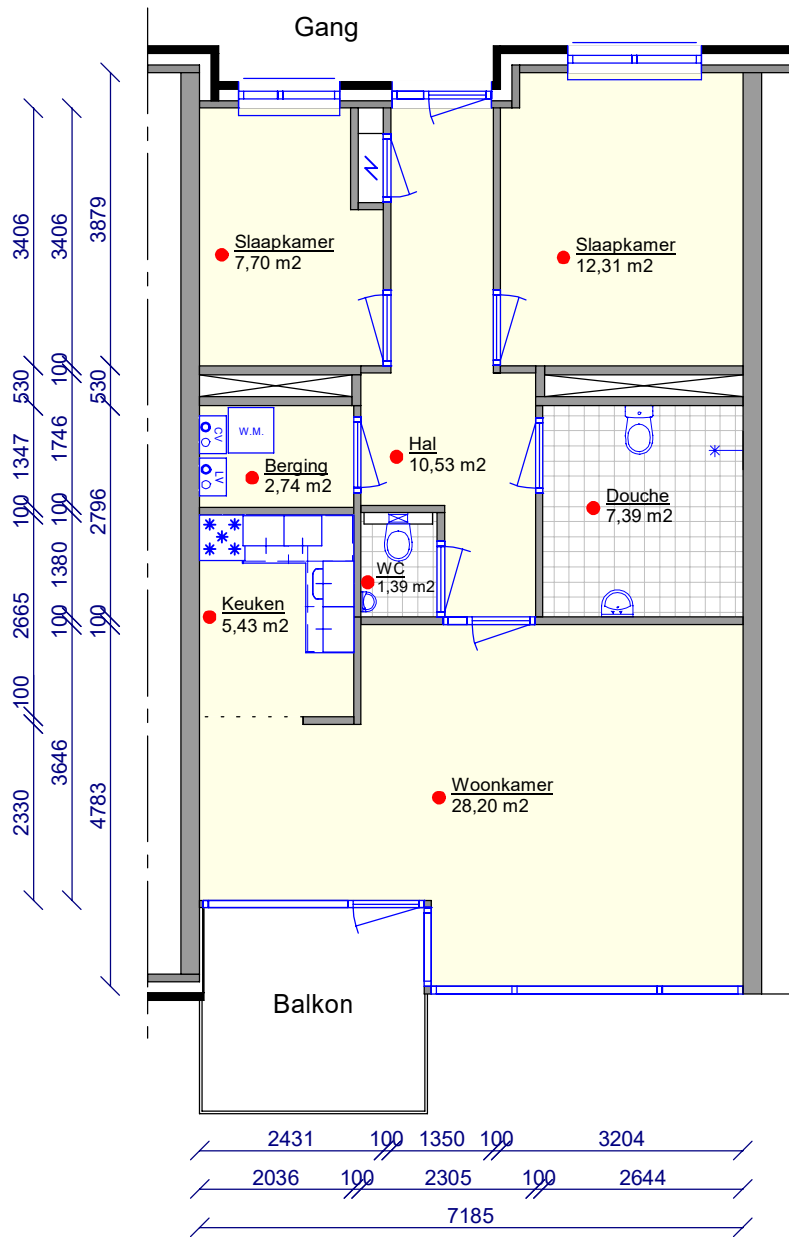 Gang
Slaapkamer
7,70 m2
Slaapkamer
12,31 m2
CV
W.M.
LV
Berging
2,74 m2
Hal
10,53 m2
Douche
7,39 m2
WC
1,39 m2
Keuken
5,43 m2
Woonkamer
28,20 m2
Balkon
3406
530
1347
100
2665
100
2330
3406
100
1746
100
1380
100
3646
3879
530
2796
100
4783
2431 100 1350 100 3204
2036 100 2305 100 2644
7185